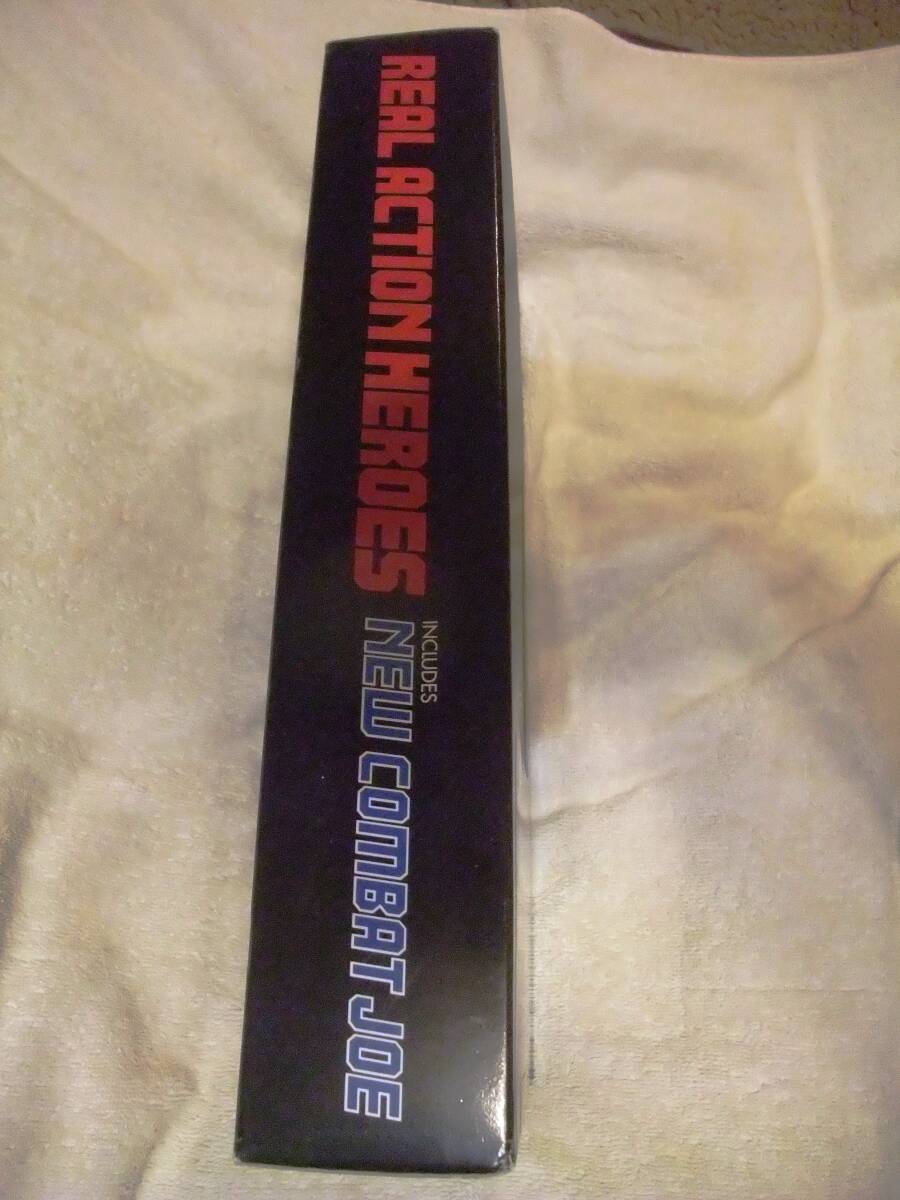 REAL ACTION HEROES
INCLUDES
NEW COMBAT JOE